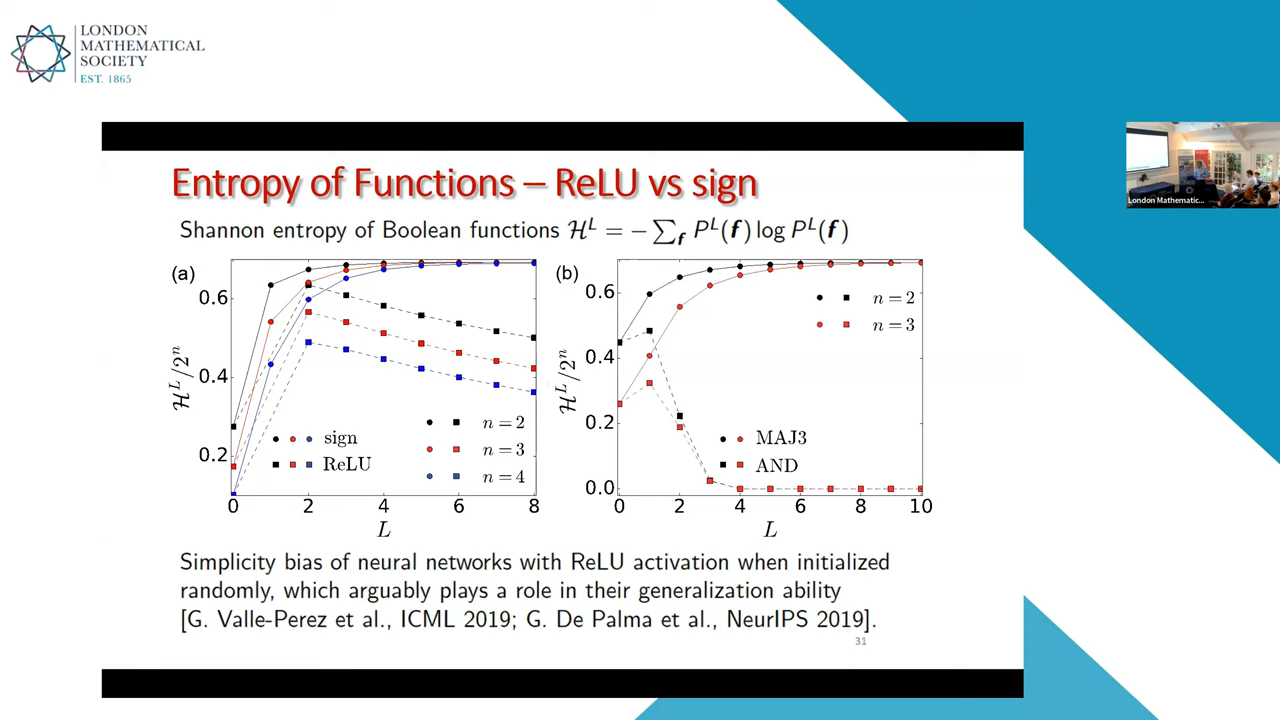 LONDON
MATHEMATICAL
SOCIETY
EST. 1865
Entropy of Functions – ReLU vs sign
Shannon entropy of Boolean functions 𝓗^L = − ∑_f P^L(f) log P^L(f)
(a)
0.6
0.4
0.2
𝓗^L/2^n
sign
ReLU
n = 2
n = 3
n = 4
0 2 4 6 8
L
(b)
0.6
0.4
0.2
0.0
𝓗^L/2^n
n = 2
n = 3
MAJ3
AND
0 2 4 6 8 10
L
Simplicity bias of neural networks with ReLU activation when initialized
randomly, which arguably plays a role in their generalization ability
[G. Valle-Perez et al., ICML 2019; G. De Palma et al., NeurIPS 2019].
31
London Mathematic...